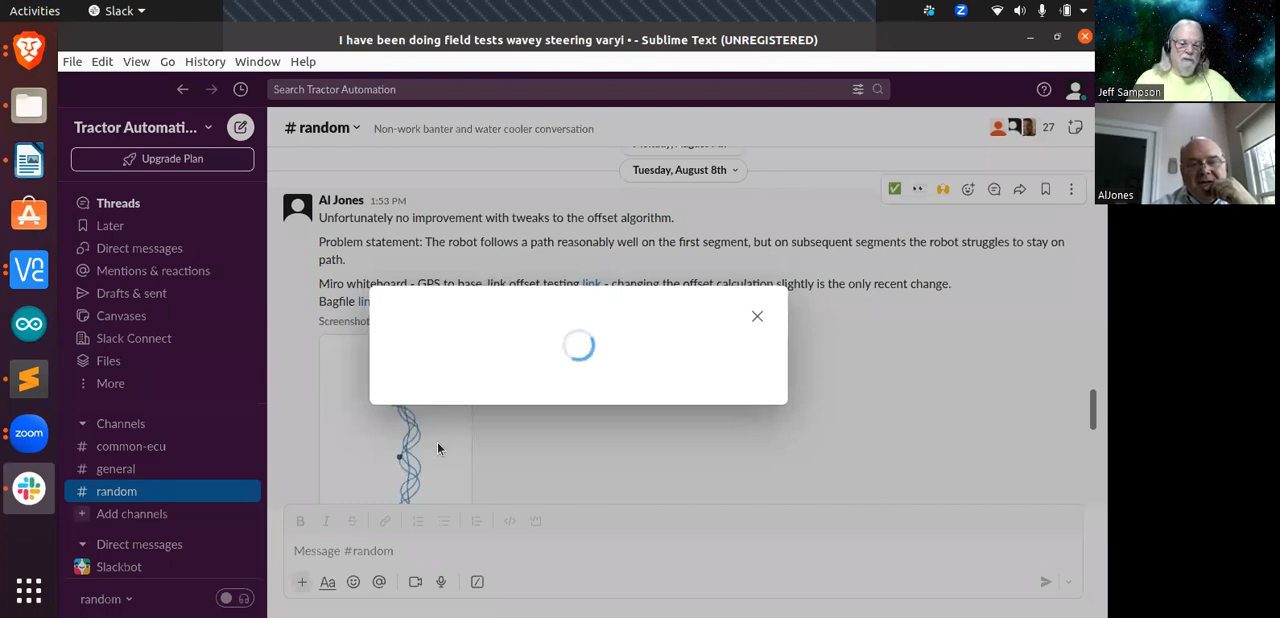 Activities
Slack
I have been doing field tests wavey steering varyi • - Sublime Text (UNREGISTERED)
File Edit View Go History Window Help
Search Tractor Automation
Tractor Automati...
Upgrade Plan
Threads
Later
Direct messages
Mentions & reactions
Drafts & sent
Canvases
Slack Connect
Files
More
Channels
# common-ecu
# general
# random
+ Add channels
Direct messages
Slackbot
random
# random
Non-work banter and water cooler conversation
27
Tuesday, August 8th
Al Jones 1:53 PM
Unfortunately no improvement with tweaks to the offset algorithm.
Problem statement: The robot follows a path reasonably well on the first segment, but on subsequent segments the robot struggles to stay on
path.
Miro whiteboard - GPS to base_link offset testing link - changing the offset calculation slightly is the only recent change.
Bagfile
Screenshot
Message #random
Aa
zoom
Jeff Sampson
AlJones